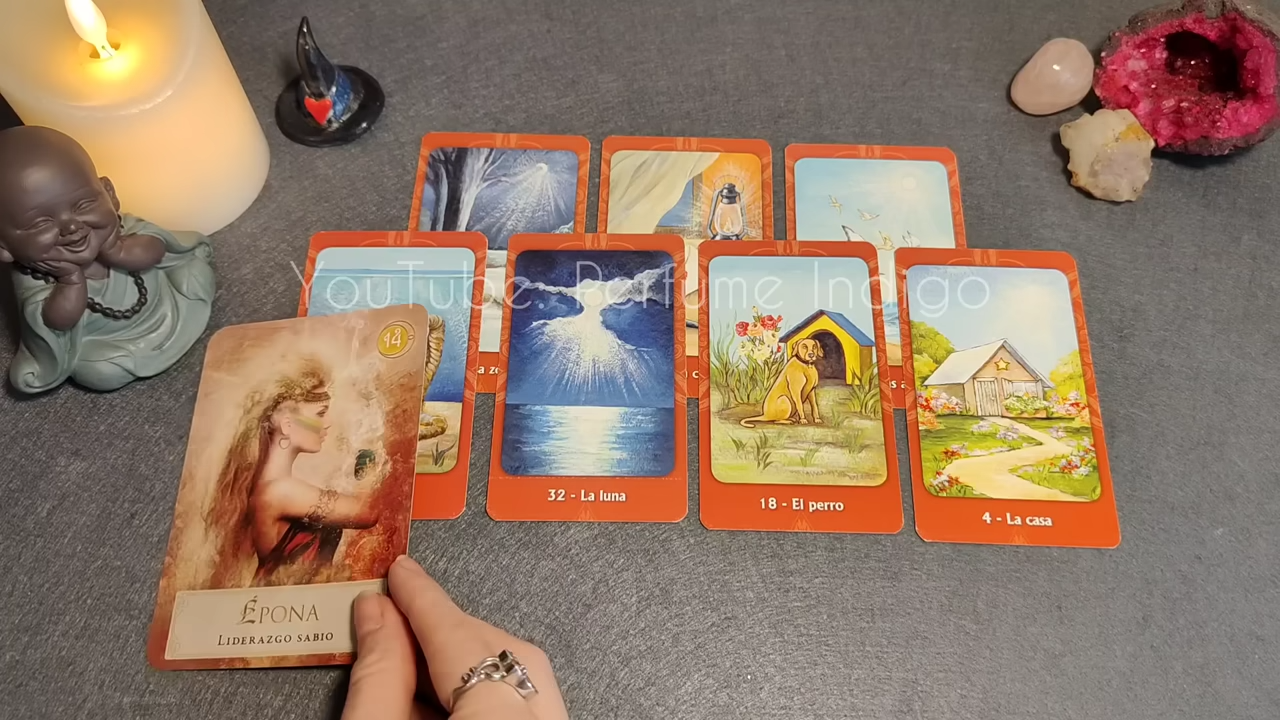 YouTube: Perfume Indigo
32 - La luna
18 - El perro
4 - La casa
14
ÉPONA
LIDERAZGO SABIO